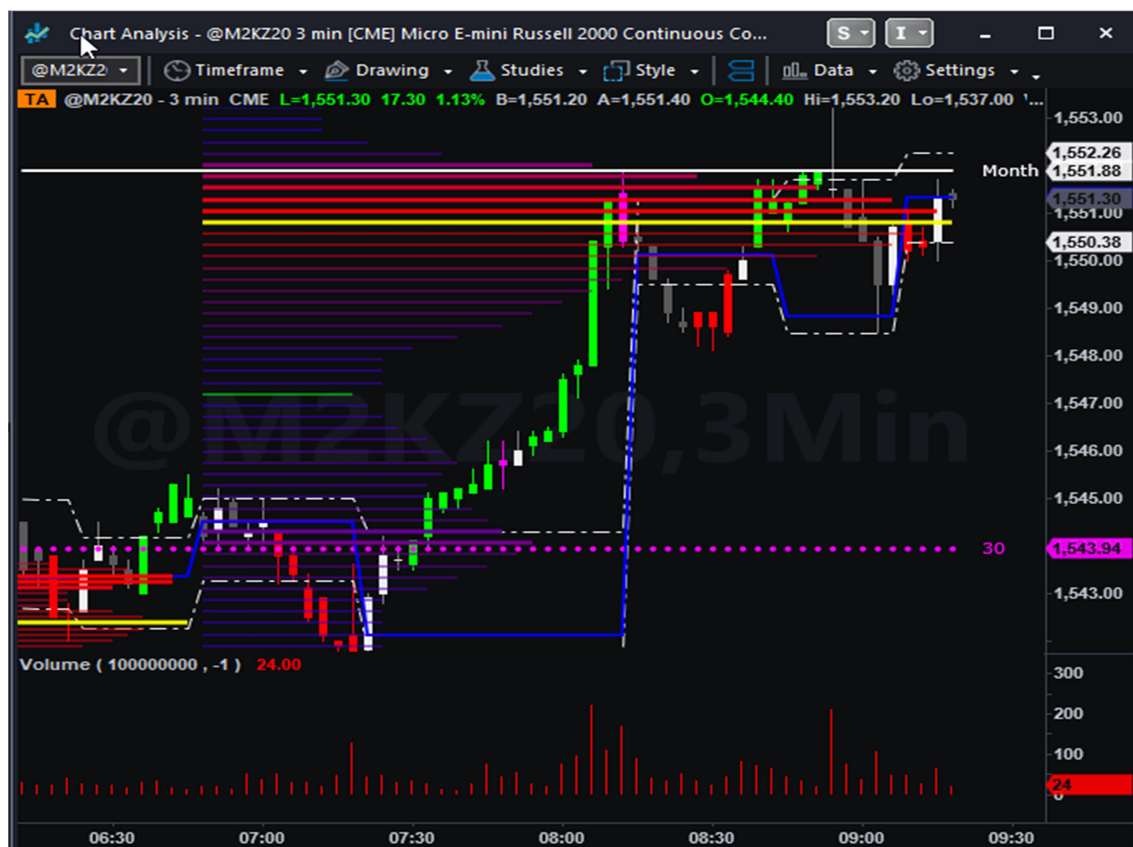 Chart Analysis - @M2KZ20 3 min [CME] Micro E-mini Russell 2000 Continuous Co... S I
@M2KZ2 Timeframe Drawing Studies Style Data Settings
TA @M2KZ20 - 3 min CME L=1,551.30 17.30 1.13% B=1,551.20 A=1,551.40 O=1,544.40 Hi=1,553.20 Lo=1,537.00
1,553.00
1,552.26
Month 1,551.88
1,551.30
1,551.00
1,550.38
1,550.00
1,549.00
1,548.00
1,547.00
@M2KZ20,3Min
1,546.00
1,545.00
30 1,543.94
1,543.00
Volume ( 100000000 , -1 ) 24.00
300
200
100
24
0
06:30 07:00 07:30 08:00 08:30 09:00 09:30